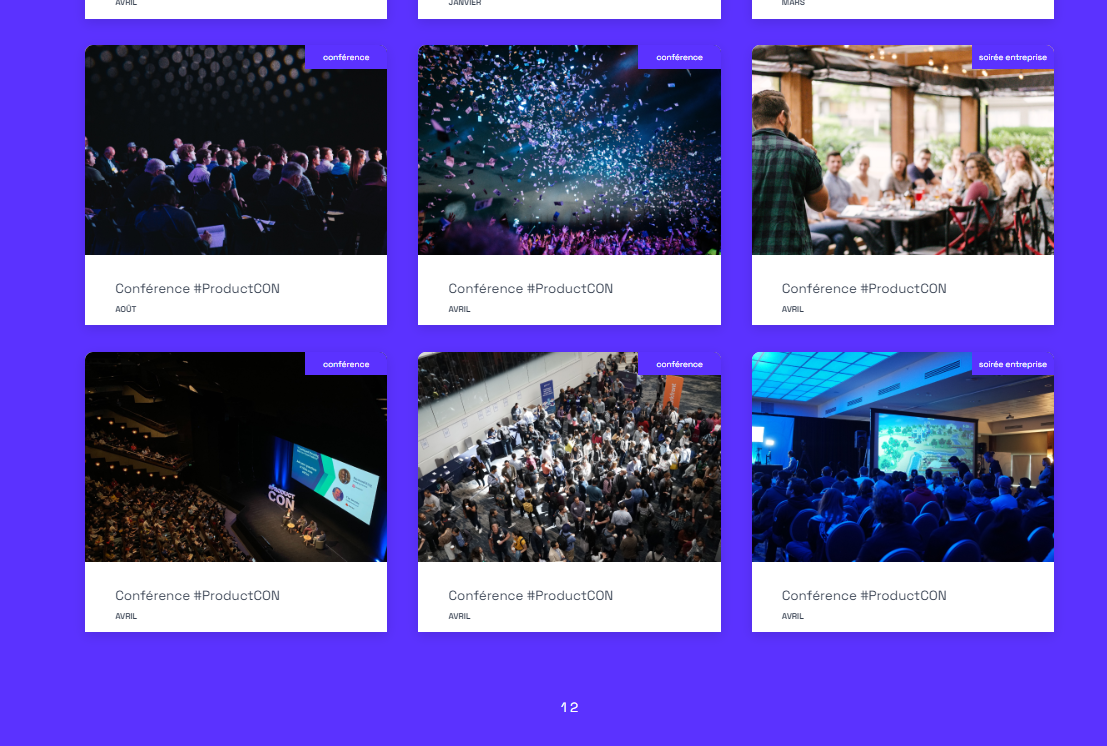 AVRIL
JANVIER
MARS
conférence
conférence
soirée entreprise
Conférence #ProductCON
AOÛT
Conférence #ProductCON
AVRIL
Conférence #ProductCON
AVRIL
conférence
conférence
soirée entreprise
#PRODUCT
CON
Conférence #ProductCON
AVRIL
Conférence #ProductCON
AVRIL
Conférence #ProductCON
AVRIL
1 2